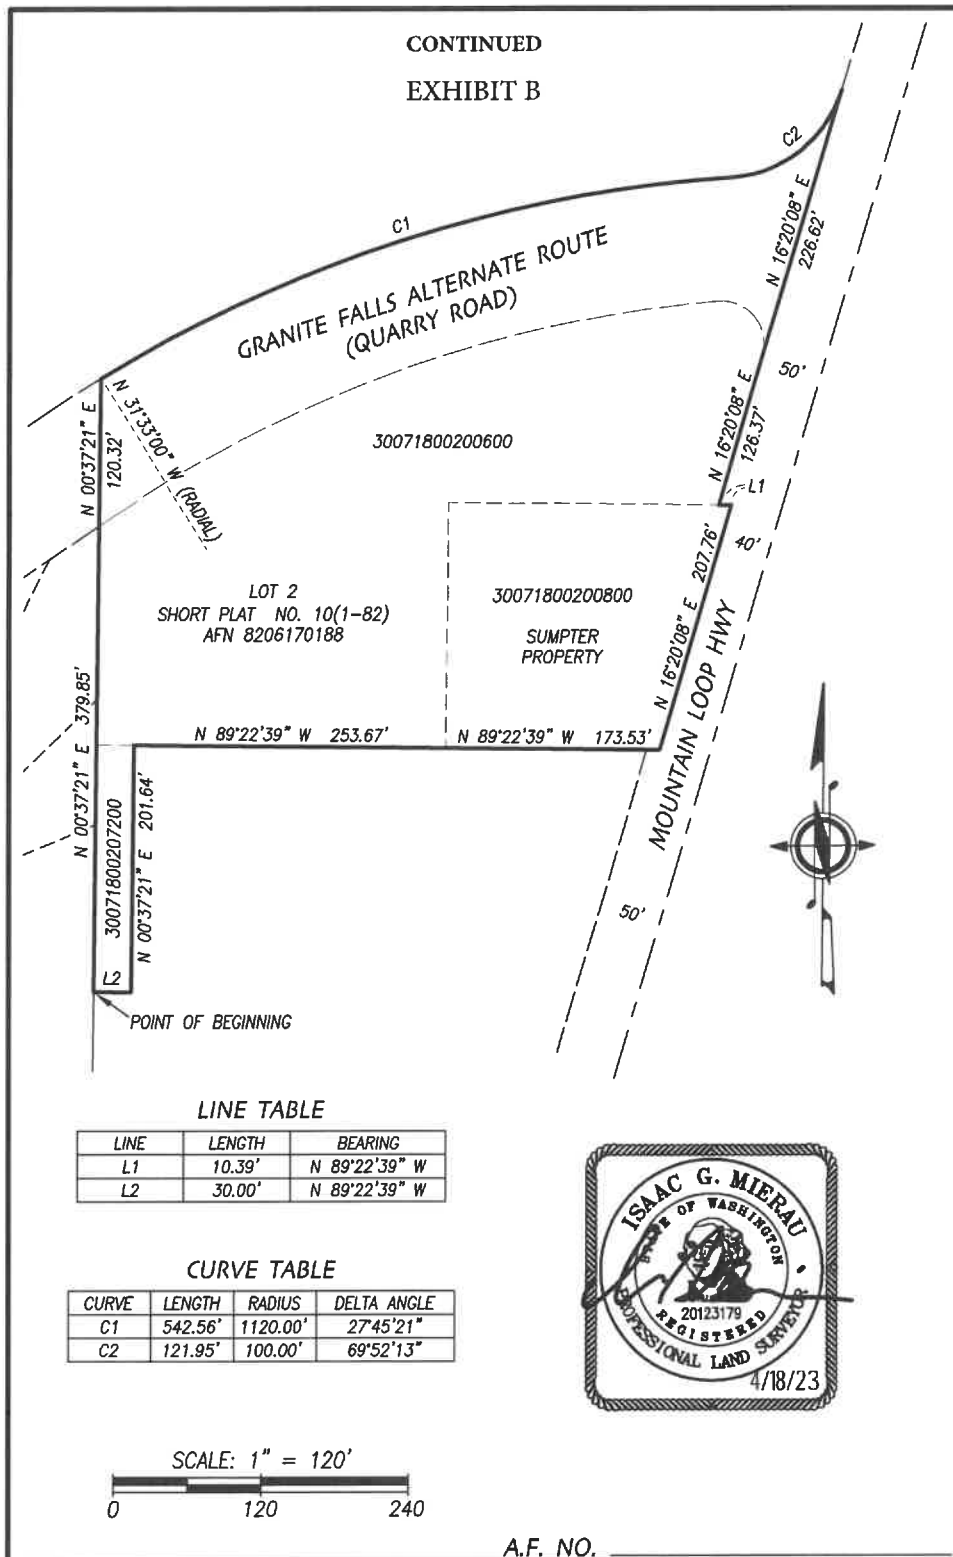 CONTINUED
EXHIBIT B
C2
C1
N 16°20'08" E
226.62'
GRANITE FALLS ALTERNATE ROUTE
(QUARRY ROAD)
50'
N 00°37'21" E
120.32'
N 31°33'00" W (RADIAL)
30071800200600
N 16°20'08" E
126.37'
L1
40'
LOT 2
SHORT PLAT NO. 10(1-82)
AFN 8206170188
30071800200800
SUMPTER
PROPERTY
N 16°20'08" E 207.76'
MOUNTAIN LOOP HWY
N 00°37'21" E 379.85'
N 89°22'39" W 253.67'
N 89°22'39" W 173.53'
30071800207200
N 00°37'21" E 201.64'
50'
L2
POINT OF BEGINNING
LINE TABLE
LINE LENGTH BEARING
L1 10.39' N 89°22'39" W
L2 30.00' N 89°22'39" W
CURVE TABLE
CURVE LENGTH RADIUS DELTA ANGLE
C1 542.56' 1120.00' 27°45'21"
C2 121.95' 100.00' 69°52'13"
ISAAC G. MIERAU
OF WASHINGTON
20123179
REGISTERED
PROFESSIONAL LAND SURVEYOR
4/18/23
SCALE: 1" = 120'
0 120 240
A.F. NO.